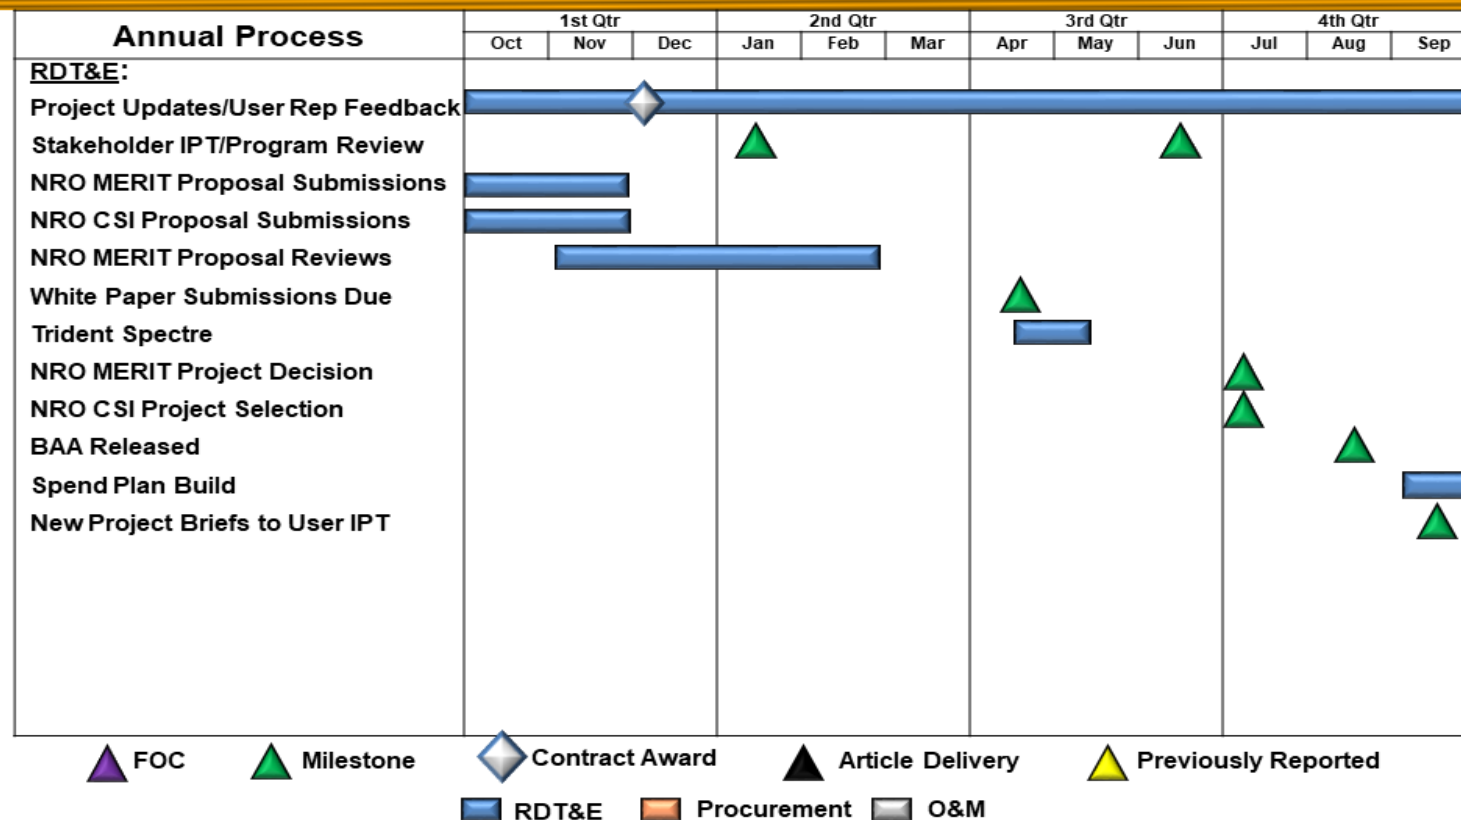 Annual Process
1st Qtr 2nd Qtr 3rd Qtr 4th Qtr
Oct Nov Dec Jan Feb Mar Apr May Jun Jul Aug Sep
RDT&E:
Project Updates/User Rep Feedback
Stakeholder IPT/Program Review
NRO MERIT Proposal Submissions
NRO CSI Proposal Submissions
NRO MERIT Proposal Reviews
White Paper Submissions Due
Trident Spectre
NRO MERIT Project Decision
NRO CSI Project Selection
BAA Released
Spend Plan Build
New Project Briefs to User IPT
FOC Milestone Contract Award Article Delivery Previously Reported
RDT&E Procurement O&M